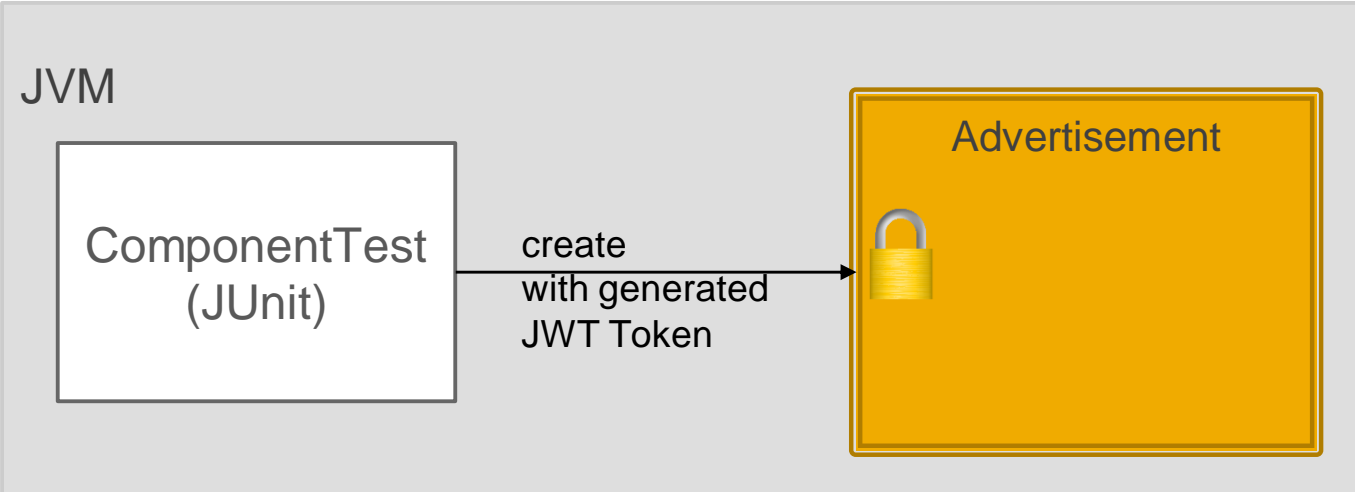 JVM
ComponentTest
(JUnit)
create
with generated
JWT Token
Advertisement